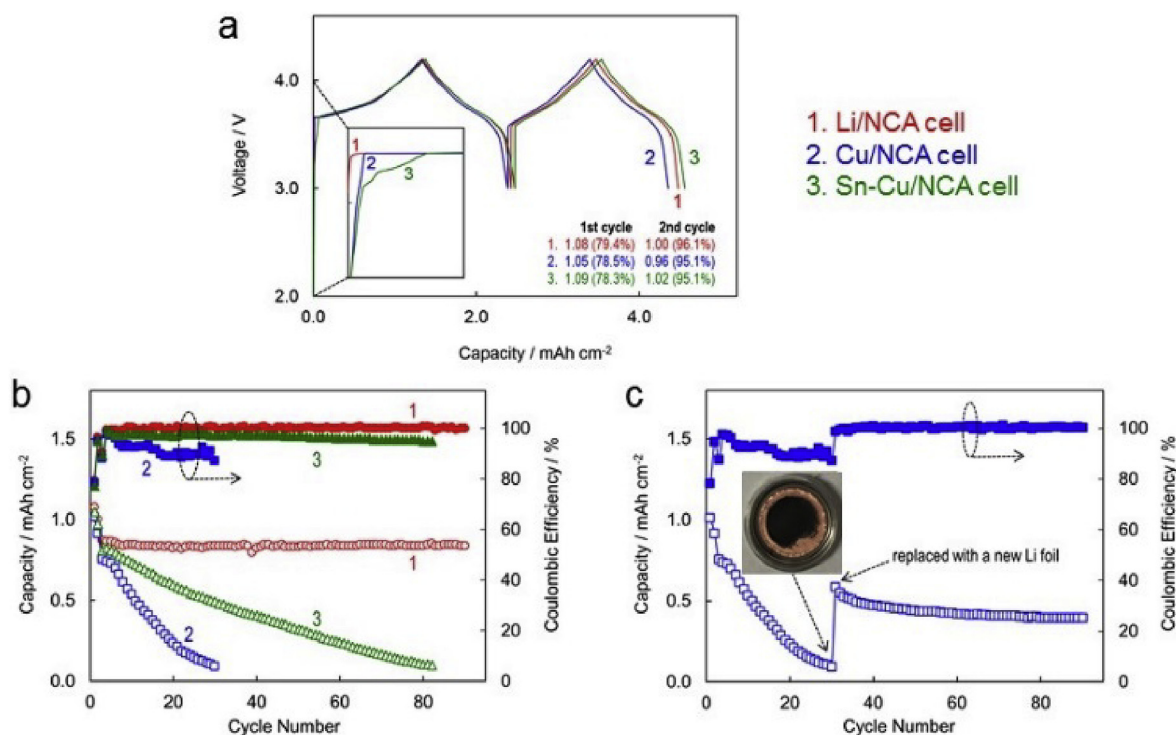 a
4.0
3.0
2.0
Voltage / V
0.0
2.0
4.0
Capacity / mAh cm-2
1
2
3
2
3
1
1st cycle 2nd cycle
1. 1.08 (79.4%) 1.00 (96.1%)
2. 1.05 (78.5%) 0.96 (95.1%)
3. 1.09 (78.3%) 1.02 (95.1%)
1. Li/NCA cell
2. Cu/NCA cell
3. Sn-Cu/NCA cell
b
1.5
1.0
0.5
0.0
Capacity / mAh cm-2
0 20 40 60 80
Cycle Number
100
80
60
40
20
0
Coulombic Efficiency / %
1
2
3
1
3
2
c
1.5
1.0
0.5
0.0
Capacity / mAh cm-2
0 20 40 60 80
Cycle Number
100
80
60
40
20
0
Coulombic Efficiency / %
replaced with a new Li foil